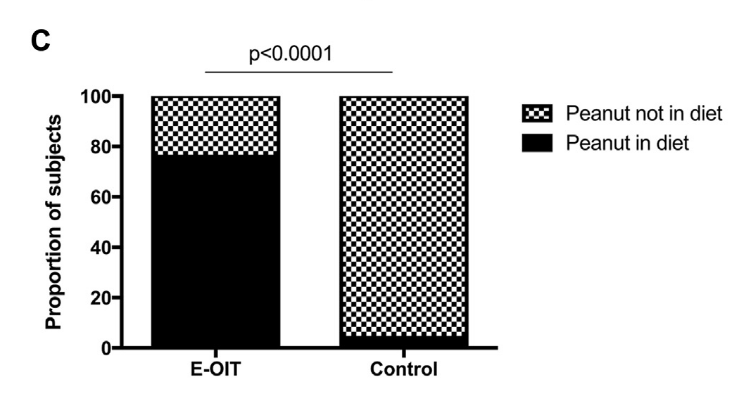 C
p<0.0001
Proportion of subjects
100
80
60
40
20
0
E-OIT
Control
Peanut not in diet
Peanut in diet